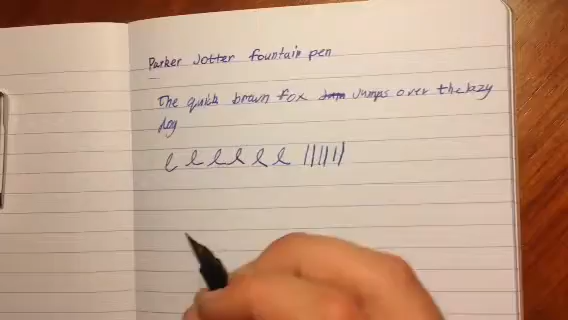 Parker Jotter fountain pen
The quick brown fox Jumps over the lazy
dog
l l l l l l ||||||